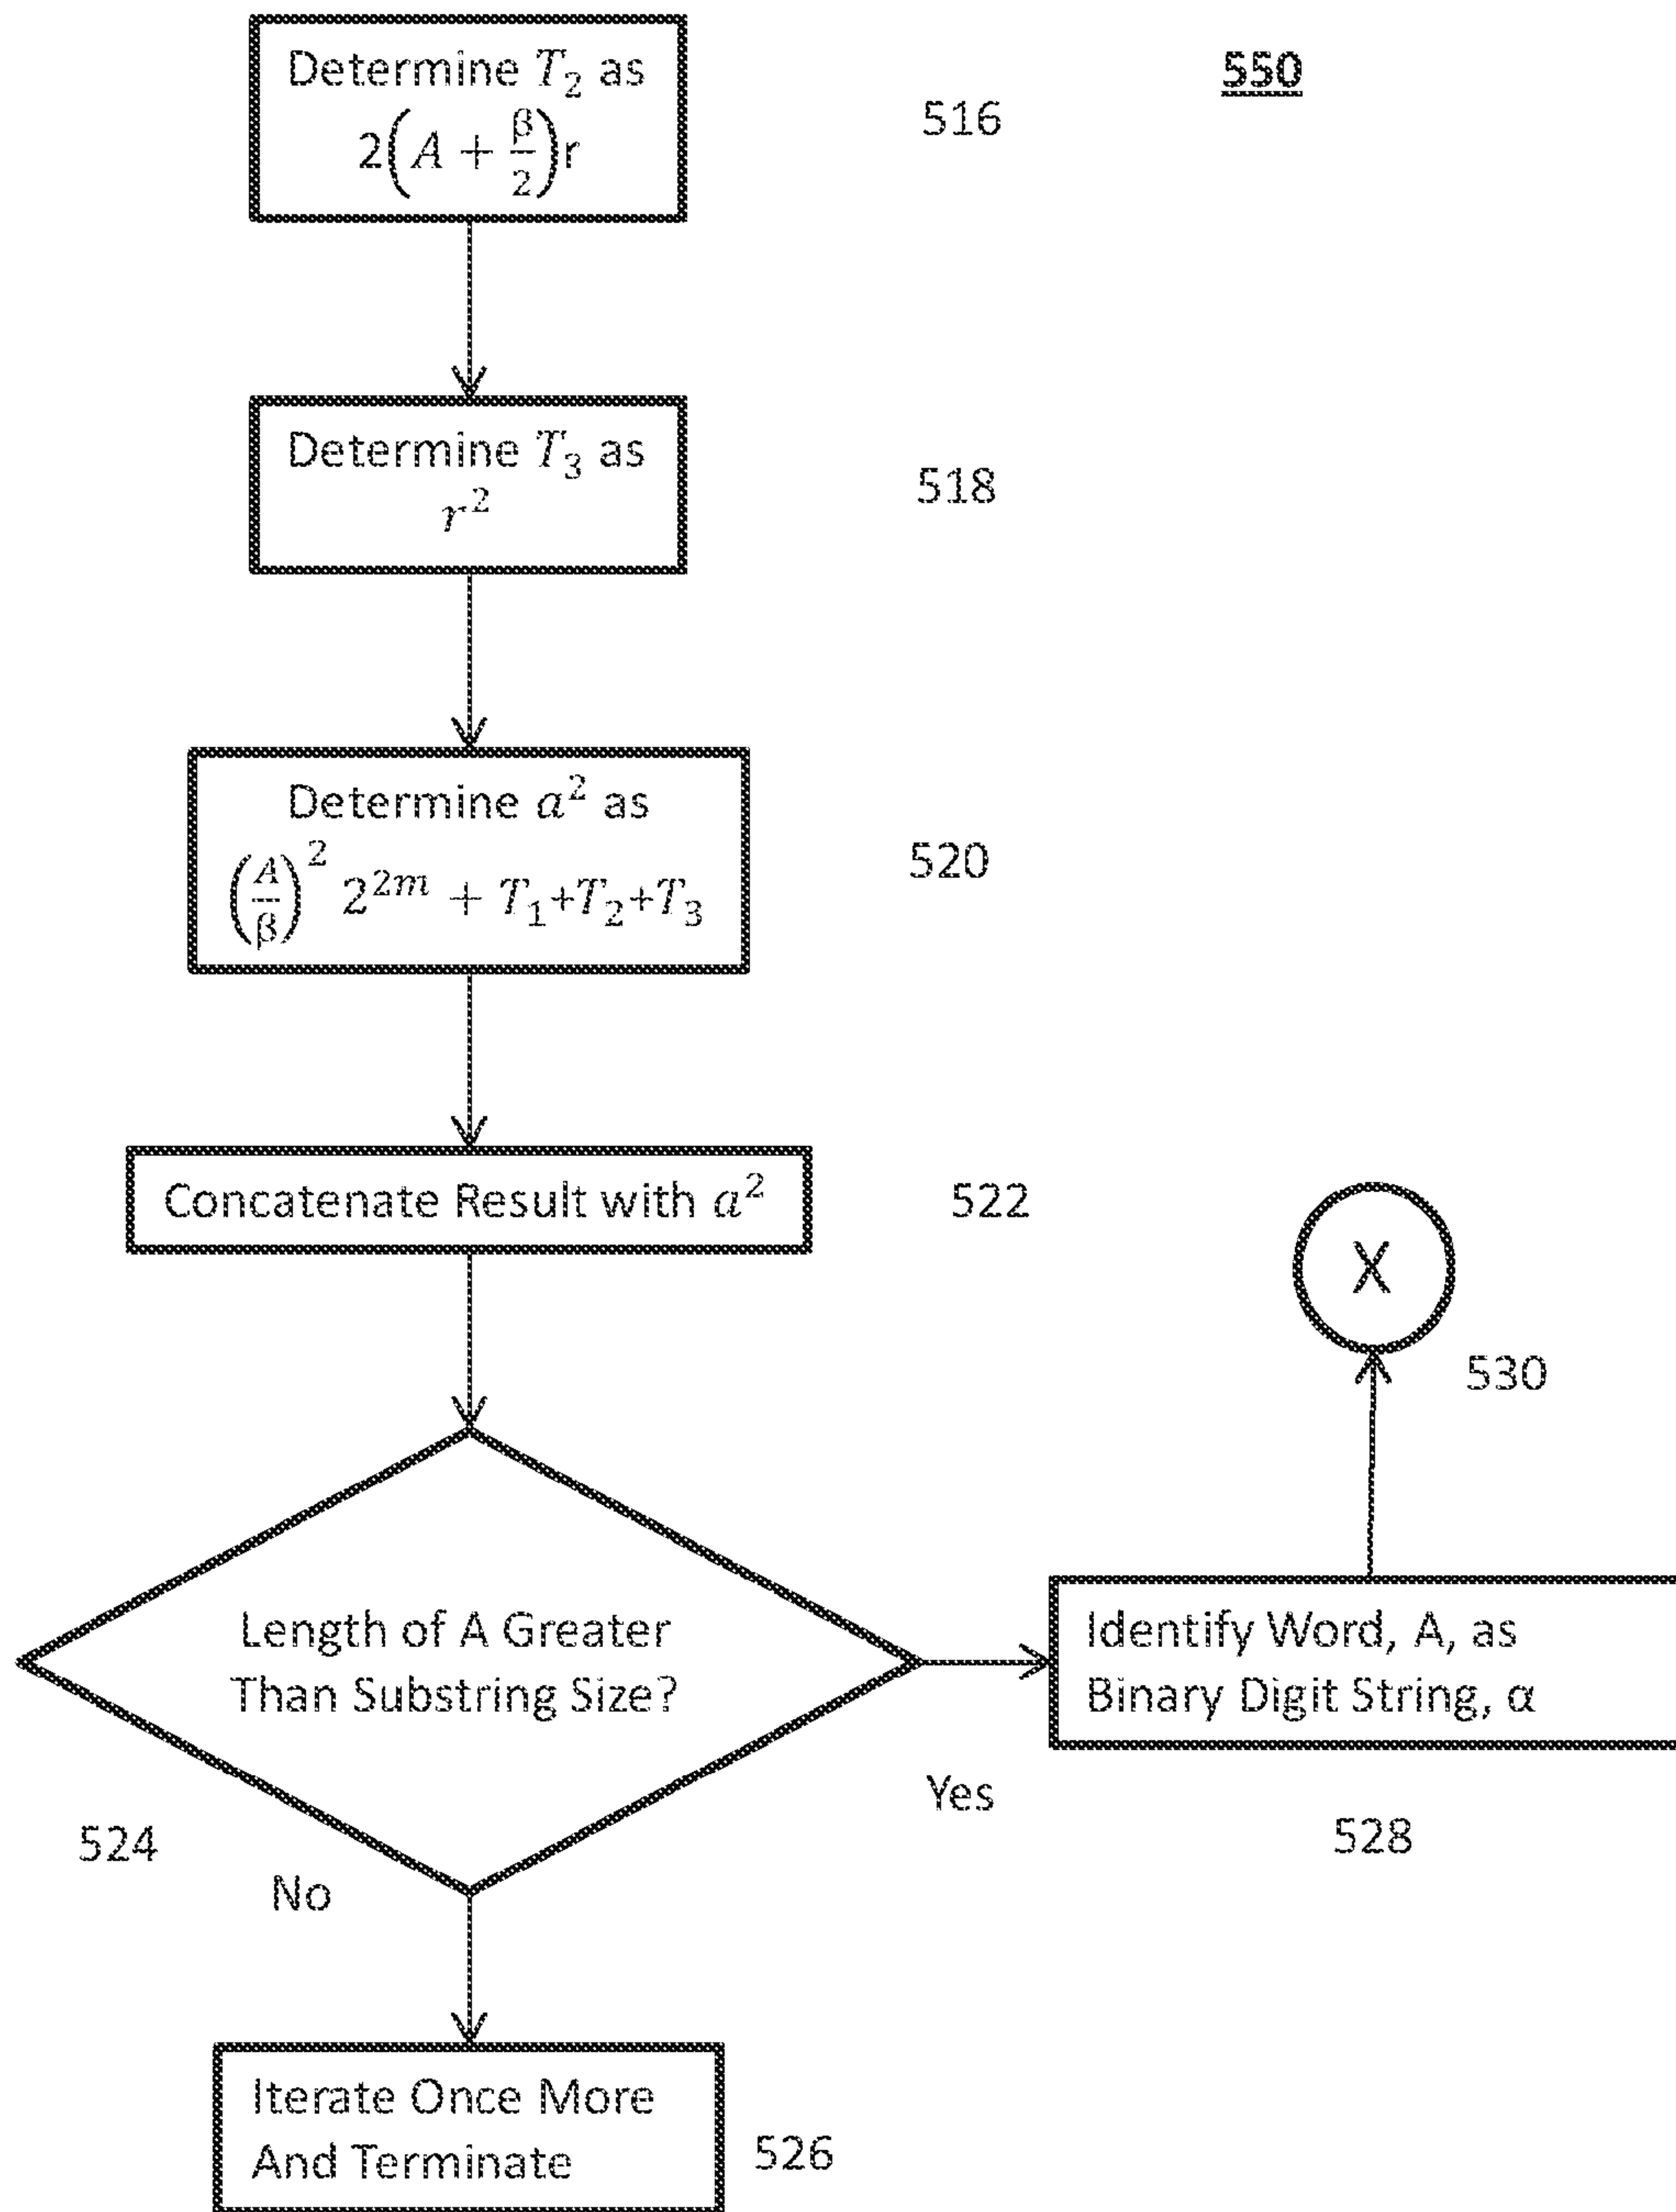 550
Determine T₂ as
2(A + β/2)r
516
Determine T₃ as
r²
518
Determine a² as
(A/β)² 2²ᵐ + T₁+T₂+T₃
520
Concatenate Result with a²
522
X
530
Length of A Greater
Than Substring Size?
524
No
Yes
Identify Word, A, as
Binary Digit String, α
528
Iterate Once More
And Terminate
526